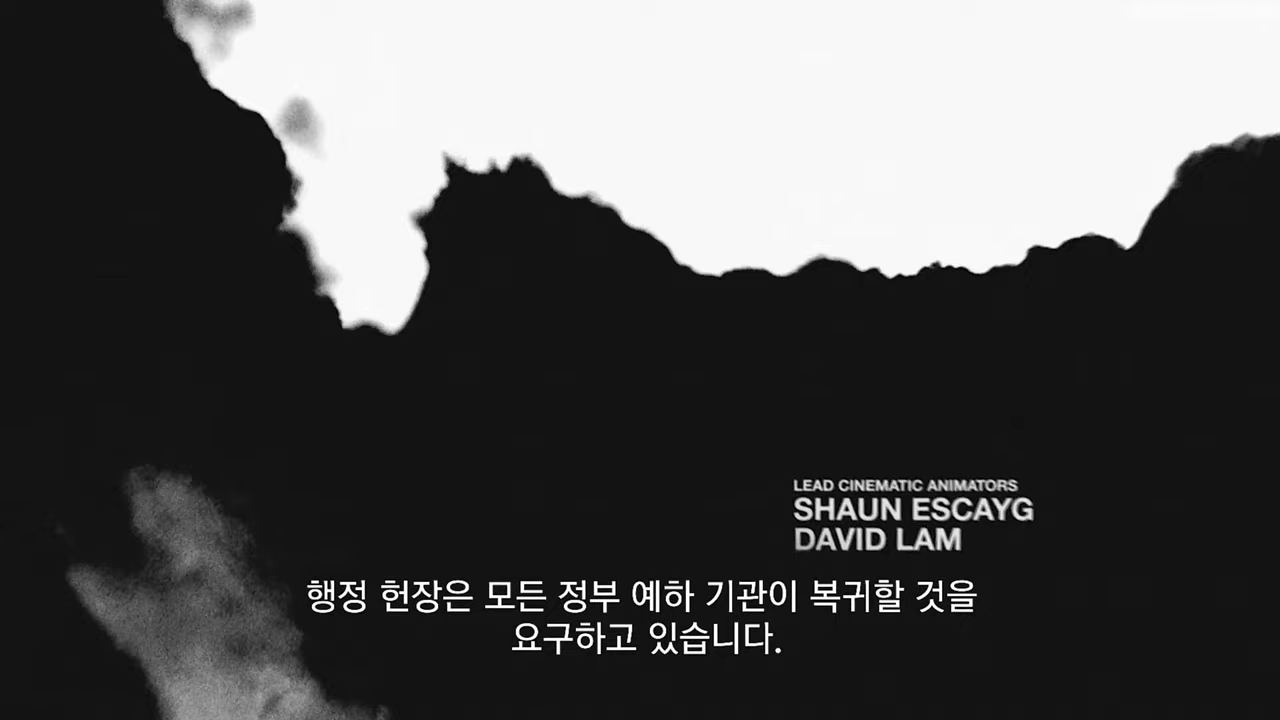 LEAD CINEMATIC ANIMATORS
SHAUN ESCAYG
DAVID LAM
행정 헌장은 모든 정부 예하 기관이 복귀할 것을
요구하고 있습니다.